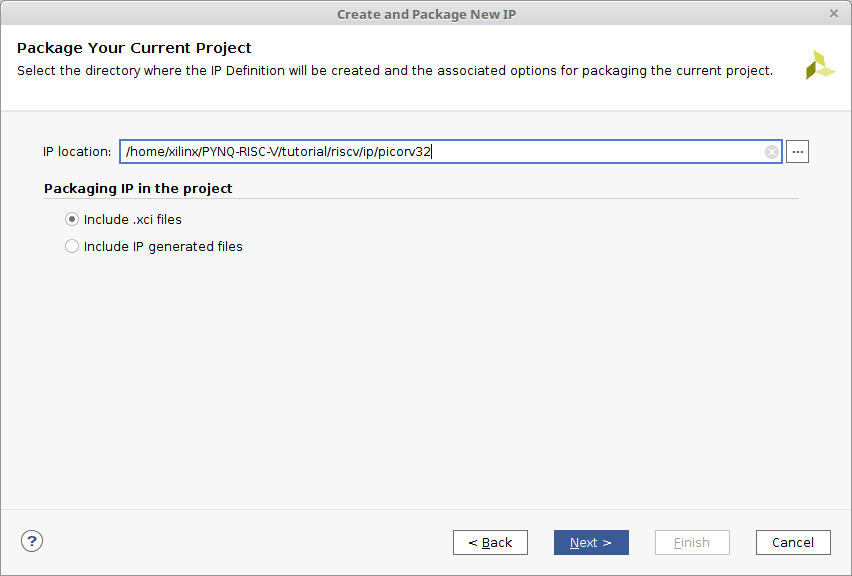 Create and Package New IP
Package Your Current Project
Select the directory where the IP Definition will be created and the associated options for packaging the current project.
IP location: /home/xilinx/PYNQ-RISC-V/tutorial/riscv/ip/picorv32 ...
Packaging IP in the project
Include .xci files
Include IP generated files
? < Back Next > Finish Cancel